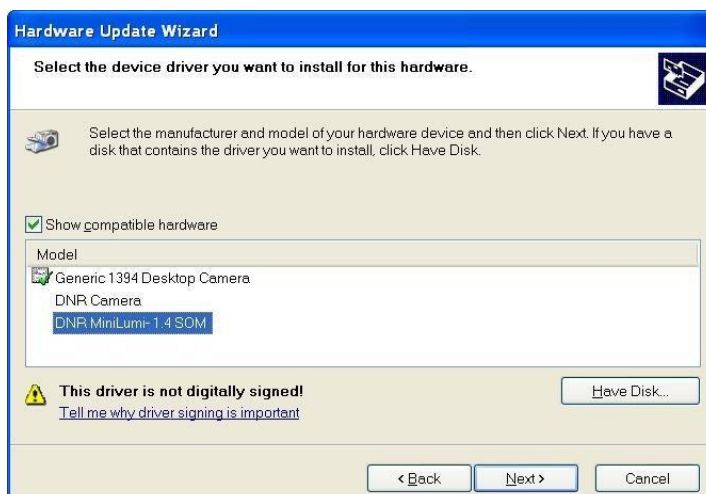 Hardware Update Wizard
Select the device driver you want to install for this hardware.
Select the manufacturer and model of your hardware device and then click Next. If you have a
disk that contains the driver you want to install, click Have Disk.
Show compatible hardware
Model
Generic 1394 Desktop Camera
DNR Camera
DNR MiniLumi- 1.4 SOM
This driver is not digitally signed!
Have Disk...
Tell me why driver signing is important
< Back
Next >
Cancel